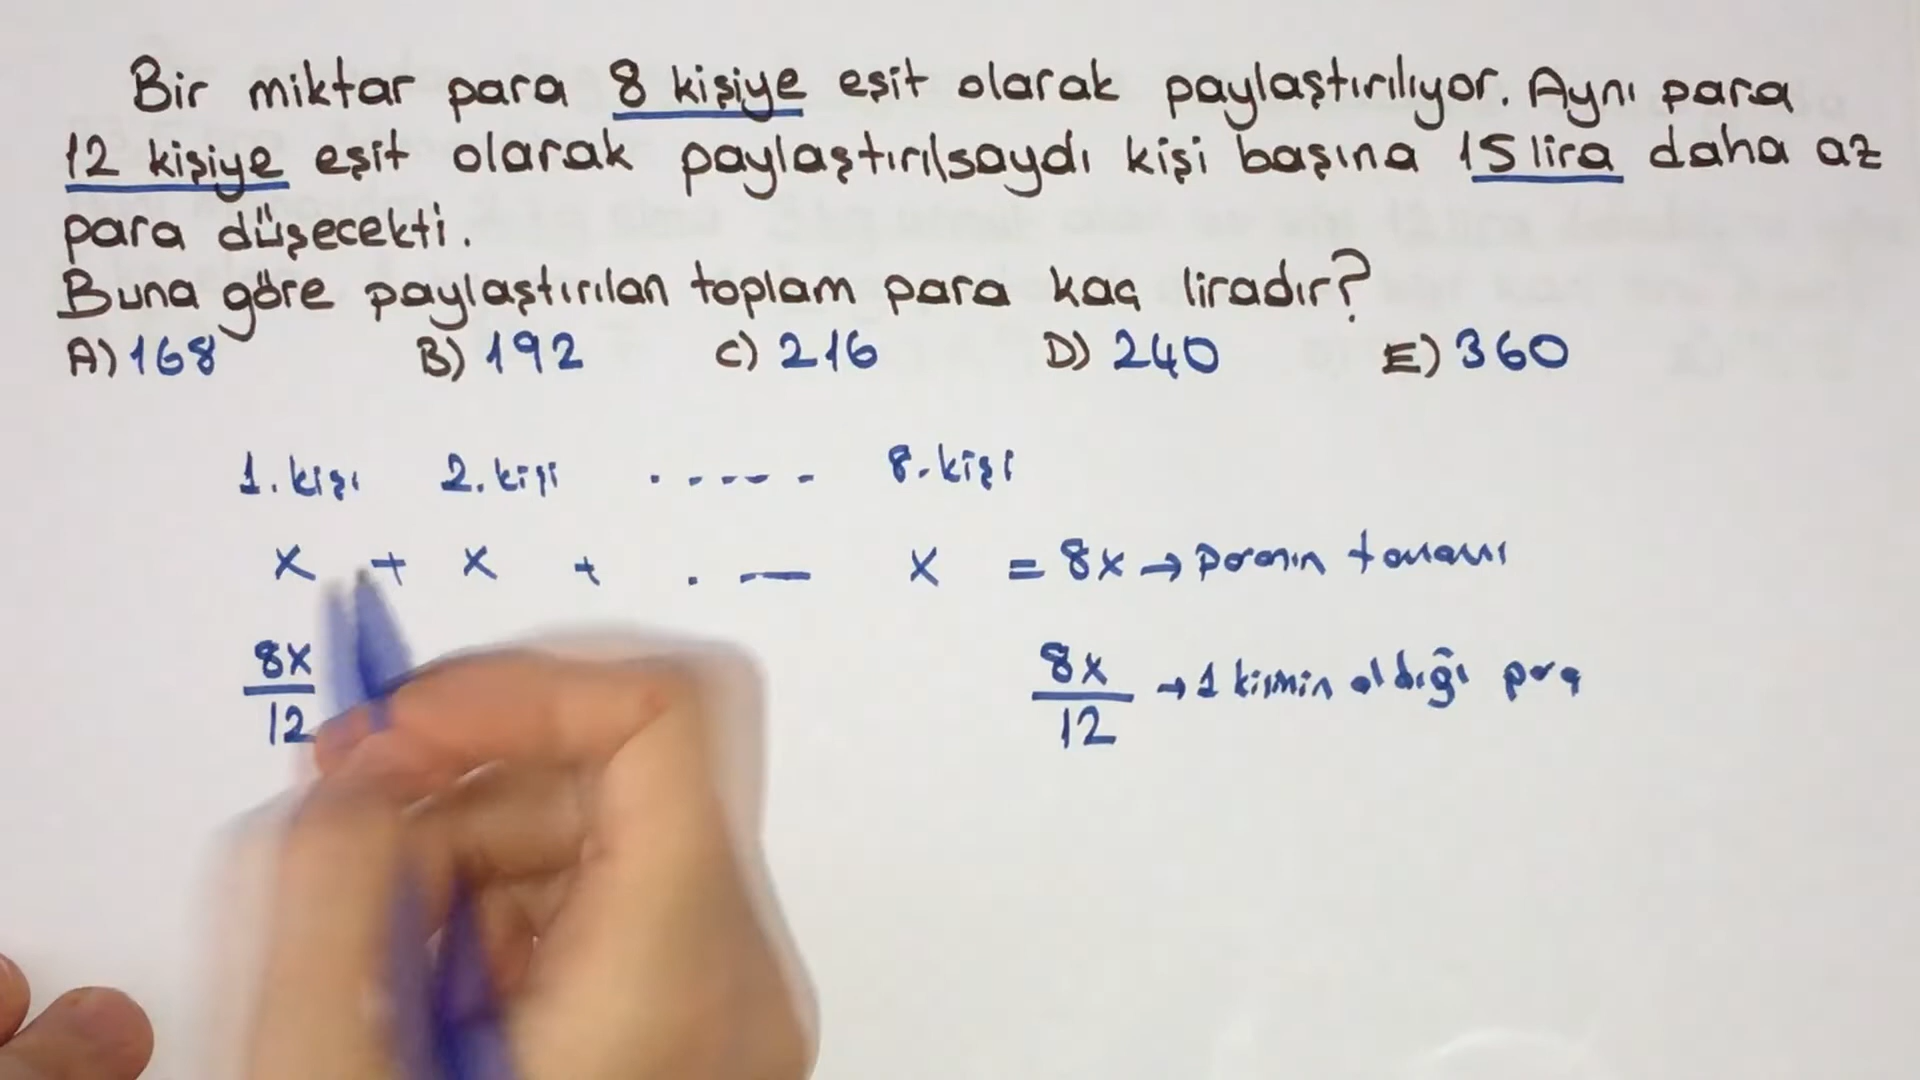 Bir miktar para 8 kişiye eşit olarak paylaştırılıyor. Aynı para
12 kişiye eşit olarak paylaştırılsaydı kişi başına 15 lira daha az
para düşecekti.
Buna göre paylaştırılan toplam para kaç liradır?
A) 168 B) 192 C) 216 D) 240 E) 360
1. kişi 2. kişi ..... 8. kişi
x + x + . — x = 8x → paranın tamamı
8x/12 8x/12 → 1 kişinin aldığı para